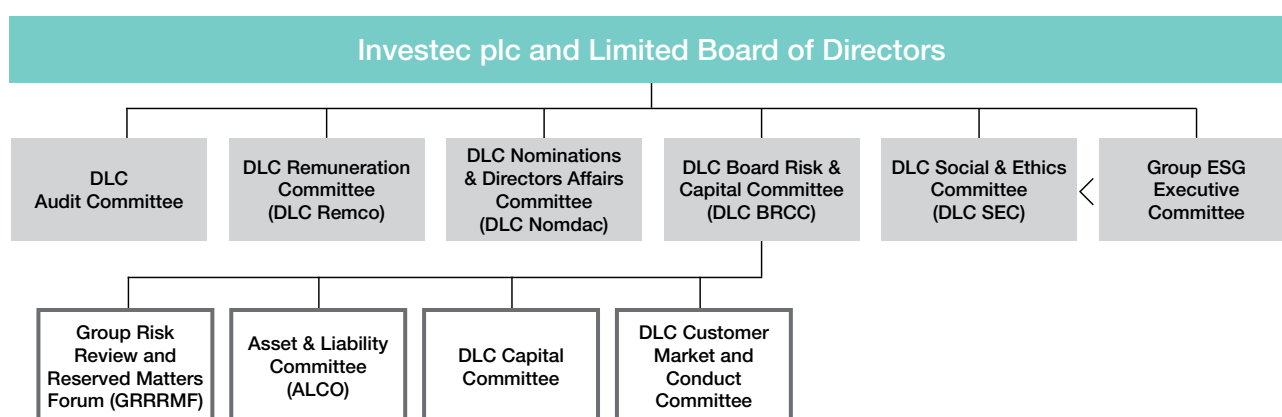 Investec plc and Limited Board of Directors
DLC
Audit Committee
DLC Remuneration
Committee
(DLC Remco)
DLC Nominations
& Directors Affairs
Committee
(DLC Nomdac)
DLC Board Risk &
Capital Committee
(DLC BRCC)
DLC Social & Ethics
Committee
(DLC SEC)
Group ESG
Executive
Committee
Group Risk
Review and
Reserved Matters
Forum (GRRRMF)
Asset & Liability
Committee
(ALCO)
DLC Capital
Committee
DLC Customer
Market and
Conduct
Committee